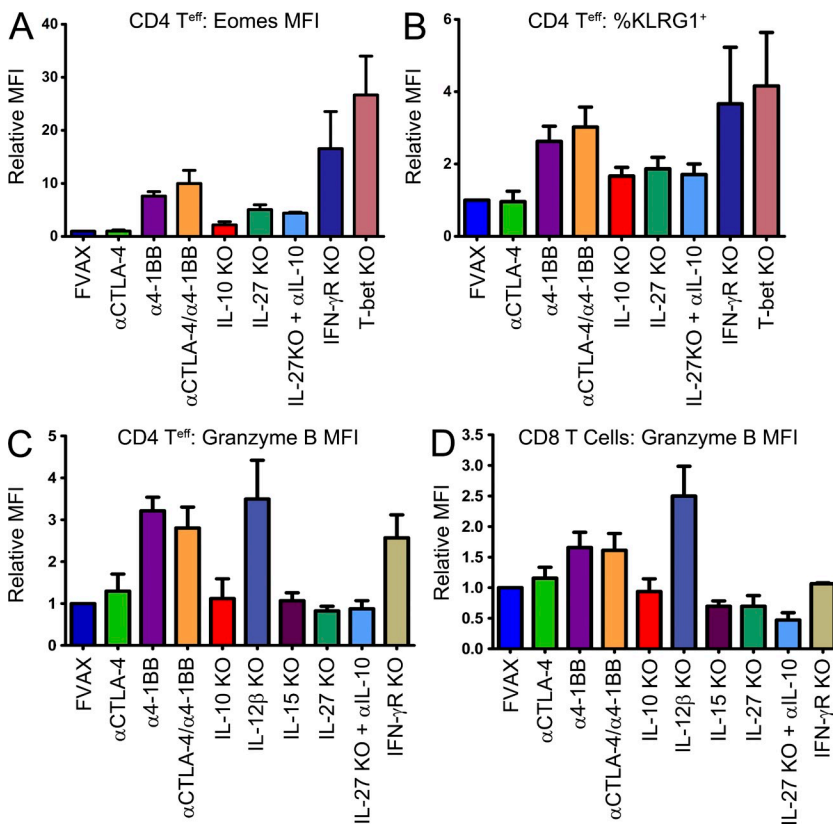 A
CD4 Tᵉᶠᶠ: Eomes MFI
Relative MFI
40
30
20
10
0
FVAX
αCTLA-4
α4-1BB
αCTLA-4/α4-1BB
IL-10 KO
IL-27 KO
IL-27KO + αIL-10
IFN-γR KO
T-bet KO
B
CD4 Tᵉᶠᶠ: %KLRG1⁺
Relative MFI
6
4
2
0
FVAX
αCTLA-4
α4-1BB
αCTLA-4/α4-1BB
IL-10 KO
IL-27 KO
IL-27KO + αIL-10
IFN-γR KO
T-bet KO
C
CD4 Tᵉᶠᶠ: Granzyme B MFI
Relative MFI
5
4
3
2
1
0
FVAX
αCTLA-4
α4-1BB
αCTLA-4/α4-1BB
IL-10 KO
IL-12β KO
IL-15 KO
IL-27 KO
IL-27 KO + αIL-10
IFN-γR KO
D
CD8 T Cells: Granzyme B MFI
Relative MFI
3.5
3.0
2.5
2.0
1.5
1.0
0.5
0.0
FVAX
αCTLA-4
α4-1BB
αCTLA-4/α4-1BB
IL-10 KO
IL-12β KO
IL-15 KO
IL-27 KO
IL-27 KO + αIL-10
IFN-γR KO